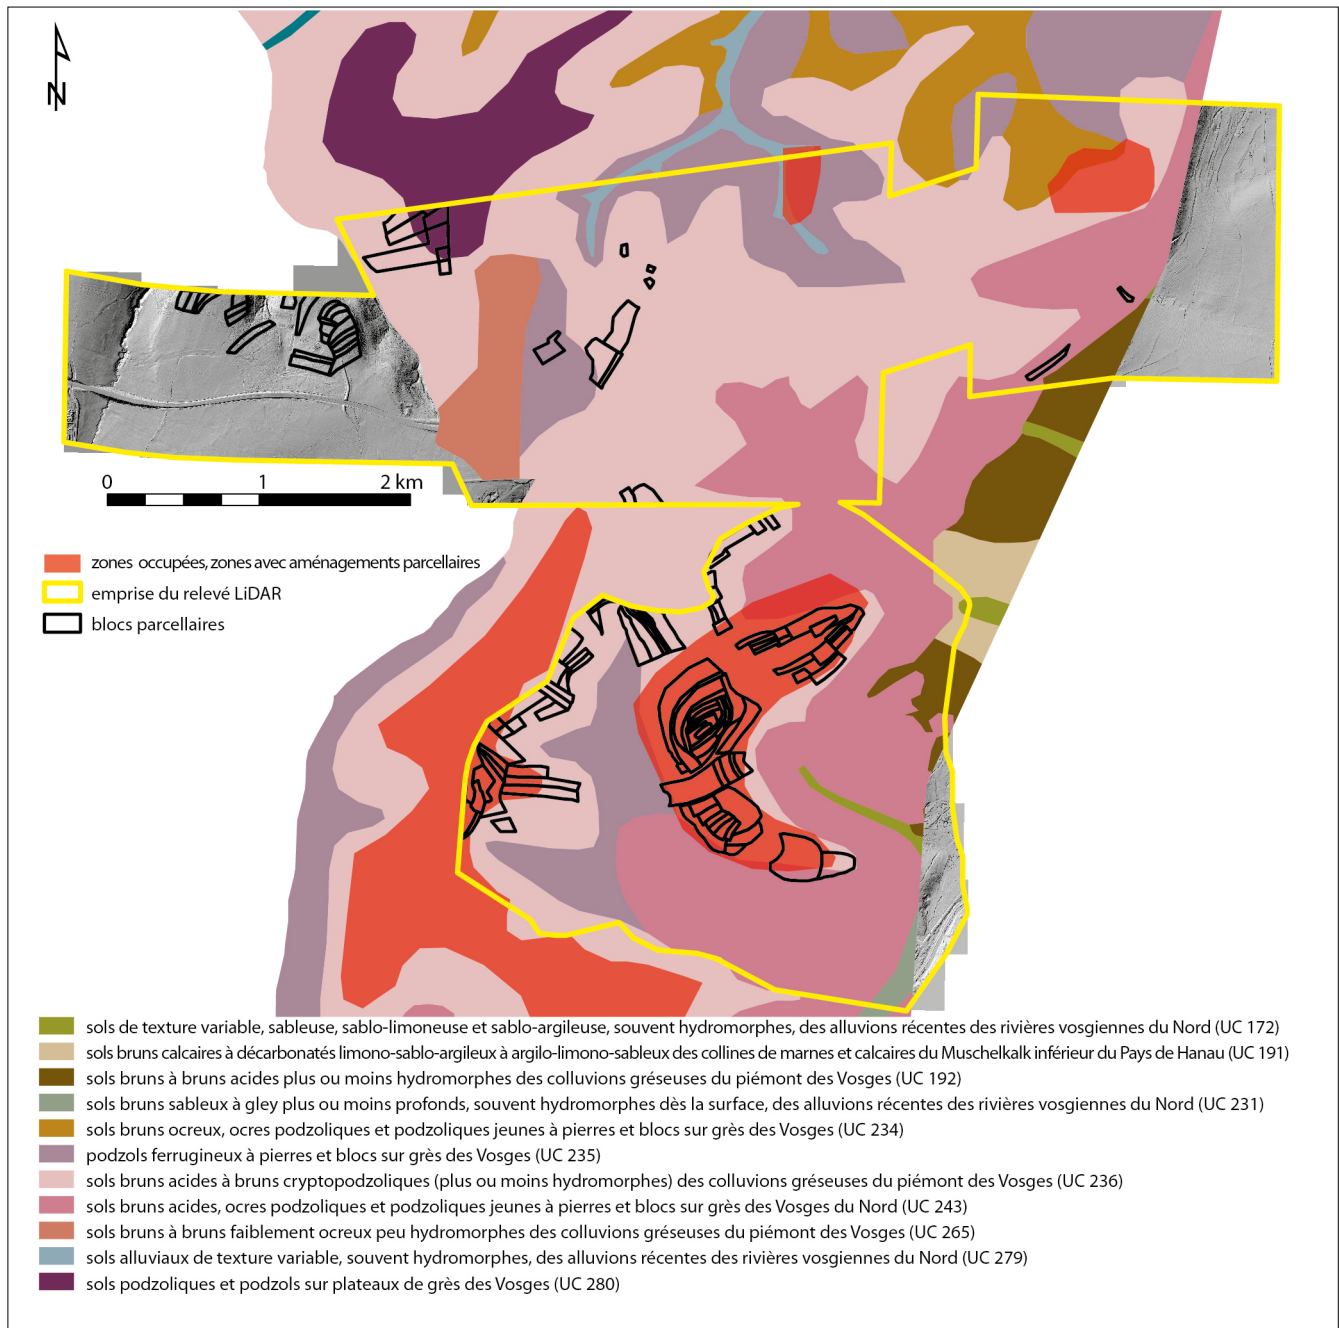 N
0 1 2 km
zones occupées, zones avec aménagements parcellaires
emprise du relevé LiDAR
blocs parcellaires
sols de texture variable, sableuse, sablo-limoneuse et sablo-argileuse, souvent hydromorphes, des alluvions récentes des rivières vosgiennes du Nord (UC 172)
sols bruns calcaires à décarbonatés limono-sablo-argileux à argilo-limono-sableux des collines de marnes et calcaires du Muschelkalk inférieur du Pays de Hanau (UC 191)
sols bruns à bruns acides plus ou moins hydromorphes des colluvions gréseuses du piémont des Vosges (UC 192)
sols bruns sableux à gley plus ou moins profonds, souvent hydromorphes dès la surface, des alluvions récentes des rivières vosgiennes du Nord (UC 231)
sols bruns ocreux, ocres podzoliques et podzoliques jeunes à pierres et blocs sur grès des Vosges (UC 234)
podzols ferrugineux à pierres et blocs sur grès des Vosges (UC 235)
sols bruns acides à bruns cryptopodzoliques (plus ou moins hydromorphes) des colluvions gréseuses du piémont des Vosges (UC 236)
sols bruns acides, ocres podzoliques et podzoliques jeunes à pierres et blocs sur grès des Vosges du Nord (UC 243)
sols bruns à bruns faiblement ocreux peu hydromorphes des colluvions gréseuses du piémont des Vosges (UC 265)
sols alluviaux de texture variable, souvent hydromorphes, des alluvions récentes des rivières vosgiennes du Nord (UC 279)
sols podzoliques et podzols sur plateaux de grès des Vosges (UC 280)